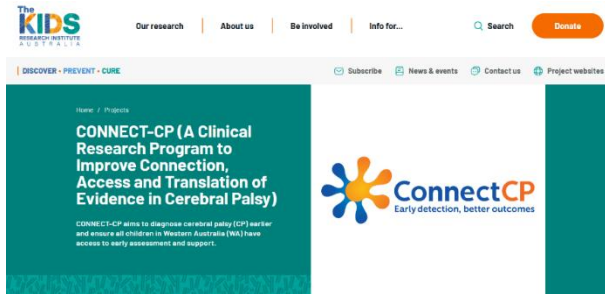 The
KIDS
RESEARCH INSTITUTE
AUSTRALIA
Our research
About us
Be involved
Info for...
Search
Donate
DISCOVER • PREVENT • CURE
Subscribe
News & events
Contact us
Project websites
Home / Projects
CONNECT-CP (A Clinical
Research Program to
Improve Connection,
Access and Translation of
Evidence in Cerebral Palsy)
CONNECT-CP aims to diagnose cerebral palsy (CP) earlier
and ensure all children in Western Australia (WA) have
access to early assessment and support.
ConnectCP
Early detection, better outcomes